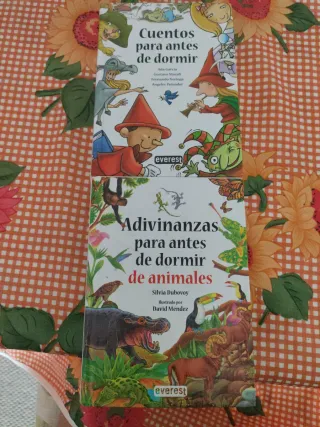 Cuentos
para antes
de dormir
everest
Adivinanzas
para antes
de dormir
de animales
Silvia Dubovoy
Ilustrado por
David Méndez
everest